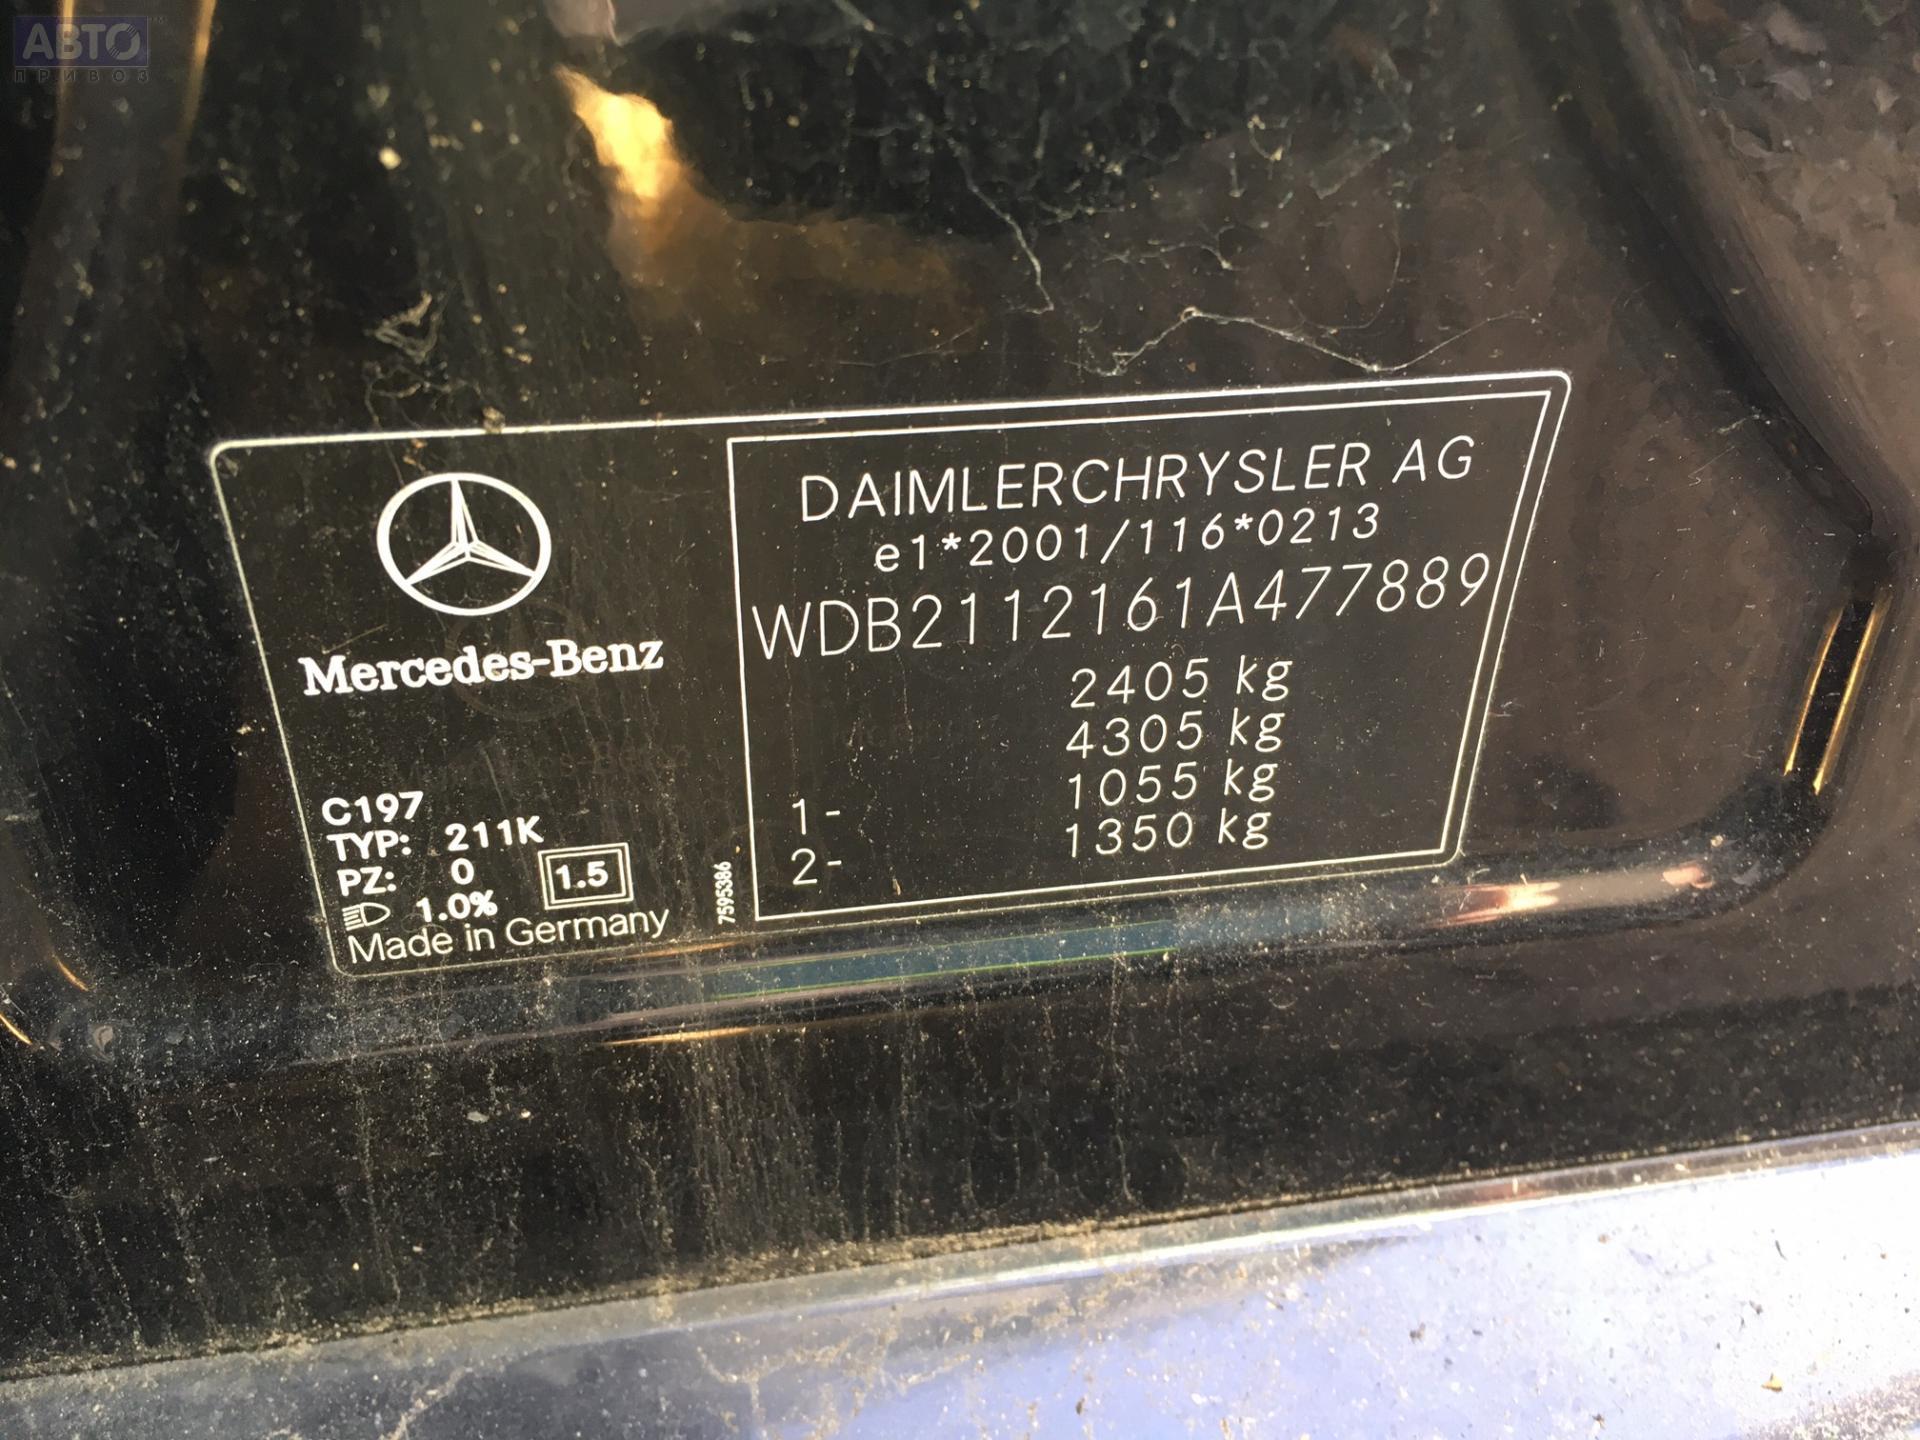 АВТО™
ПРИВОЗ
DAIMLERCHRYSLER AG
e1*2001/116*0213
WDB2112161A477889
2405 kg
4305 kg
1- 1055 kg
2- 1350 kg
Mercedes-Benz
C197
TYP: 211K
PZ: 0
1.0% 1.5
Made in Germany
7595386